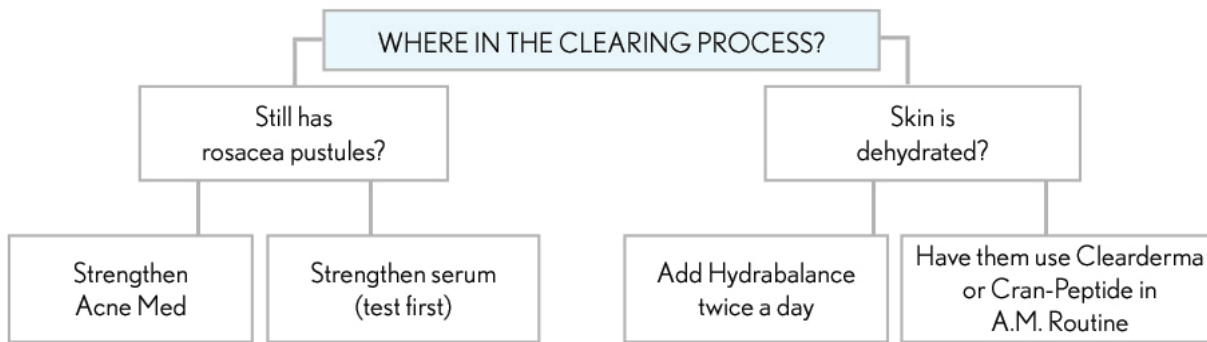 WHERE IN THE CLEARING PROCESS?
Still has
rosacea pustules?
Skin is
dehydrated?
Strengthen
Acne Med
Strengthen serum
(test first)
Add Hydrabalance
twice a day
Have them use Clearderma
or Cran-Peptide in
A.M. Routine